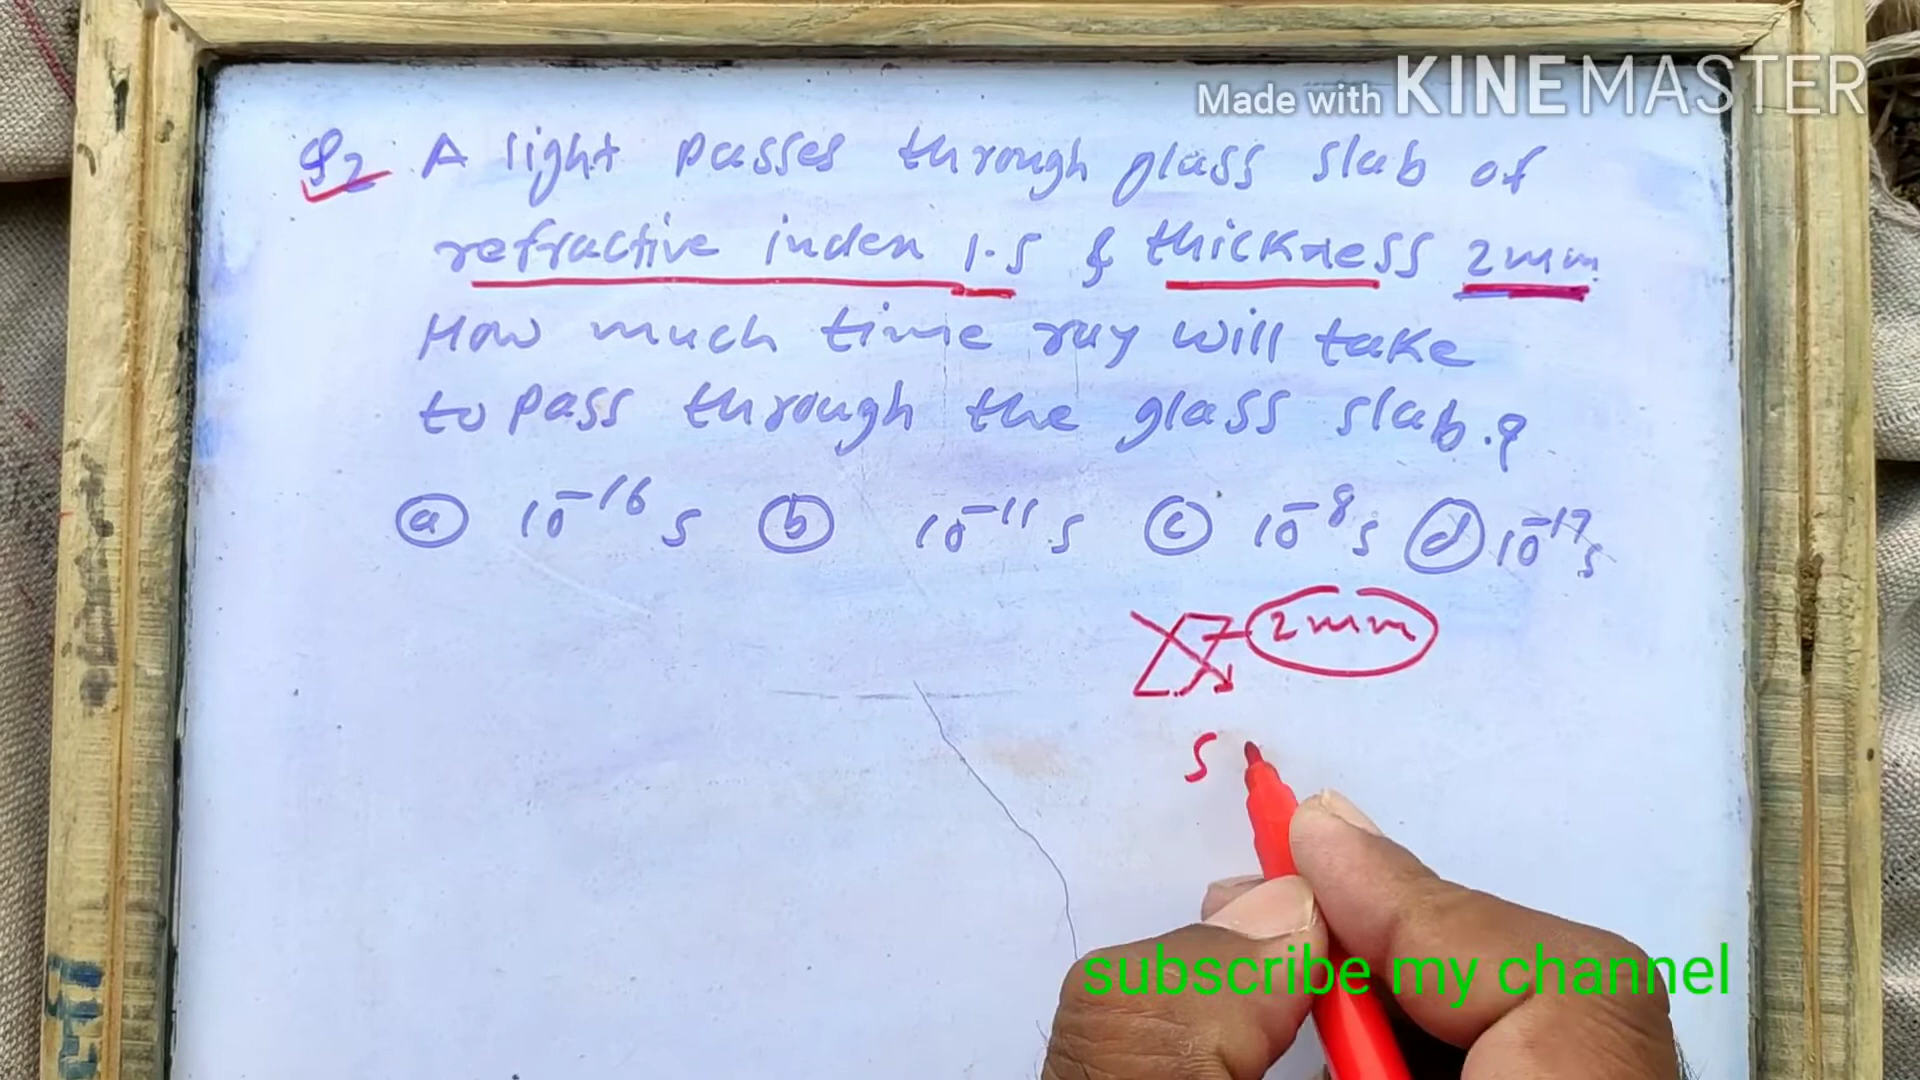 Made with KINEMASTER
Q2 A light passes through glass slab of
refractive index 1.5 & thickness 2mm
How much time ray will take
to pass through the glass slab.?
(a) 10⁻¹⁶ s (b) 10⁻¹¹ s (c) 10⁻⁸ s (d) 10⁻¹⁷ s
2mm
S
subscribe my channel